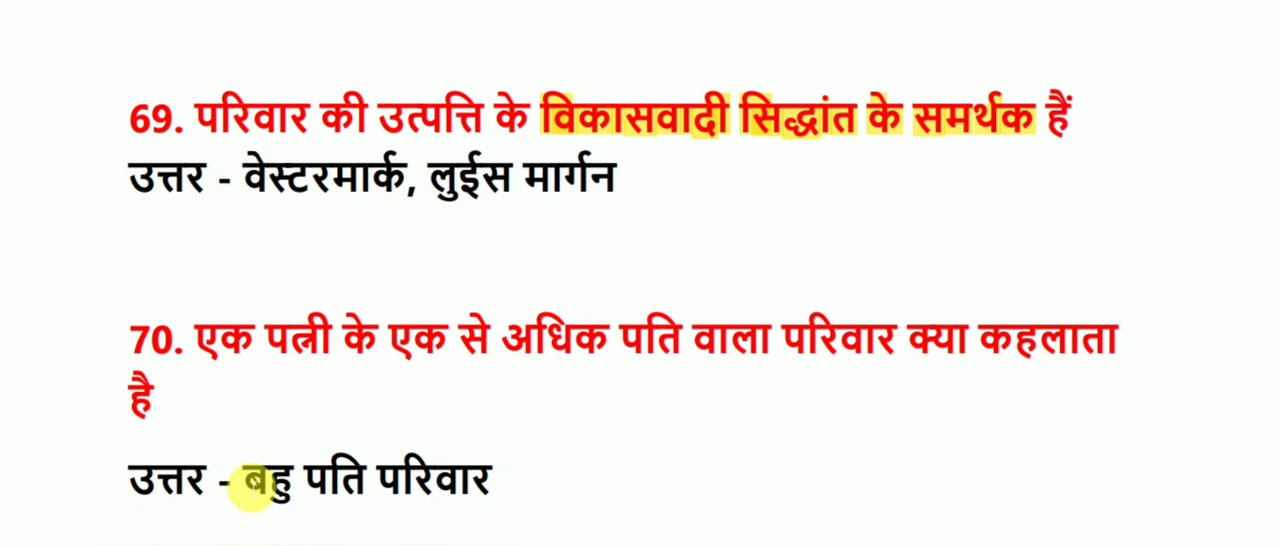 69. परिवार की उत्पत्ति के विकासवादी सिद्धांत के समर्थक हैं
उत्तर - वेस्टरमार्क, लुईस मार्गन
70. एक पत्नी के एक से अधिक पति वाला परिवार क्या कहलाता
है
उत्तर - बहु पति परिवार